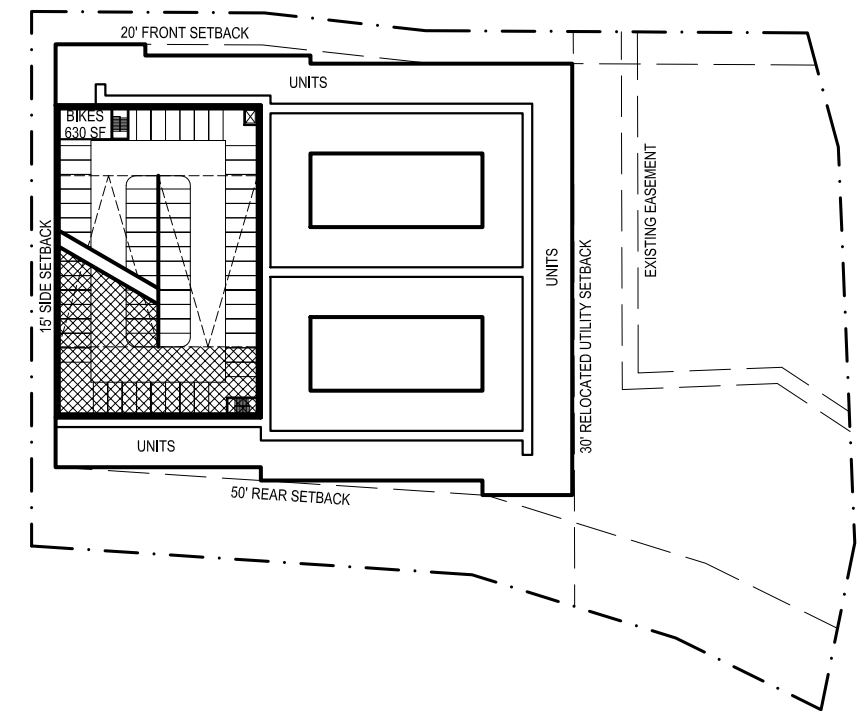 20' FRONT SETBACK
UNITS
BIKES
630 SF
EXISTING EASEMENT
15' SIDE SETBACK
UNITS
30' RELOCATED UTILITY SETBACK
UNITS
50' REAR SETBACK